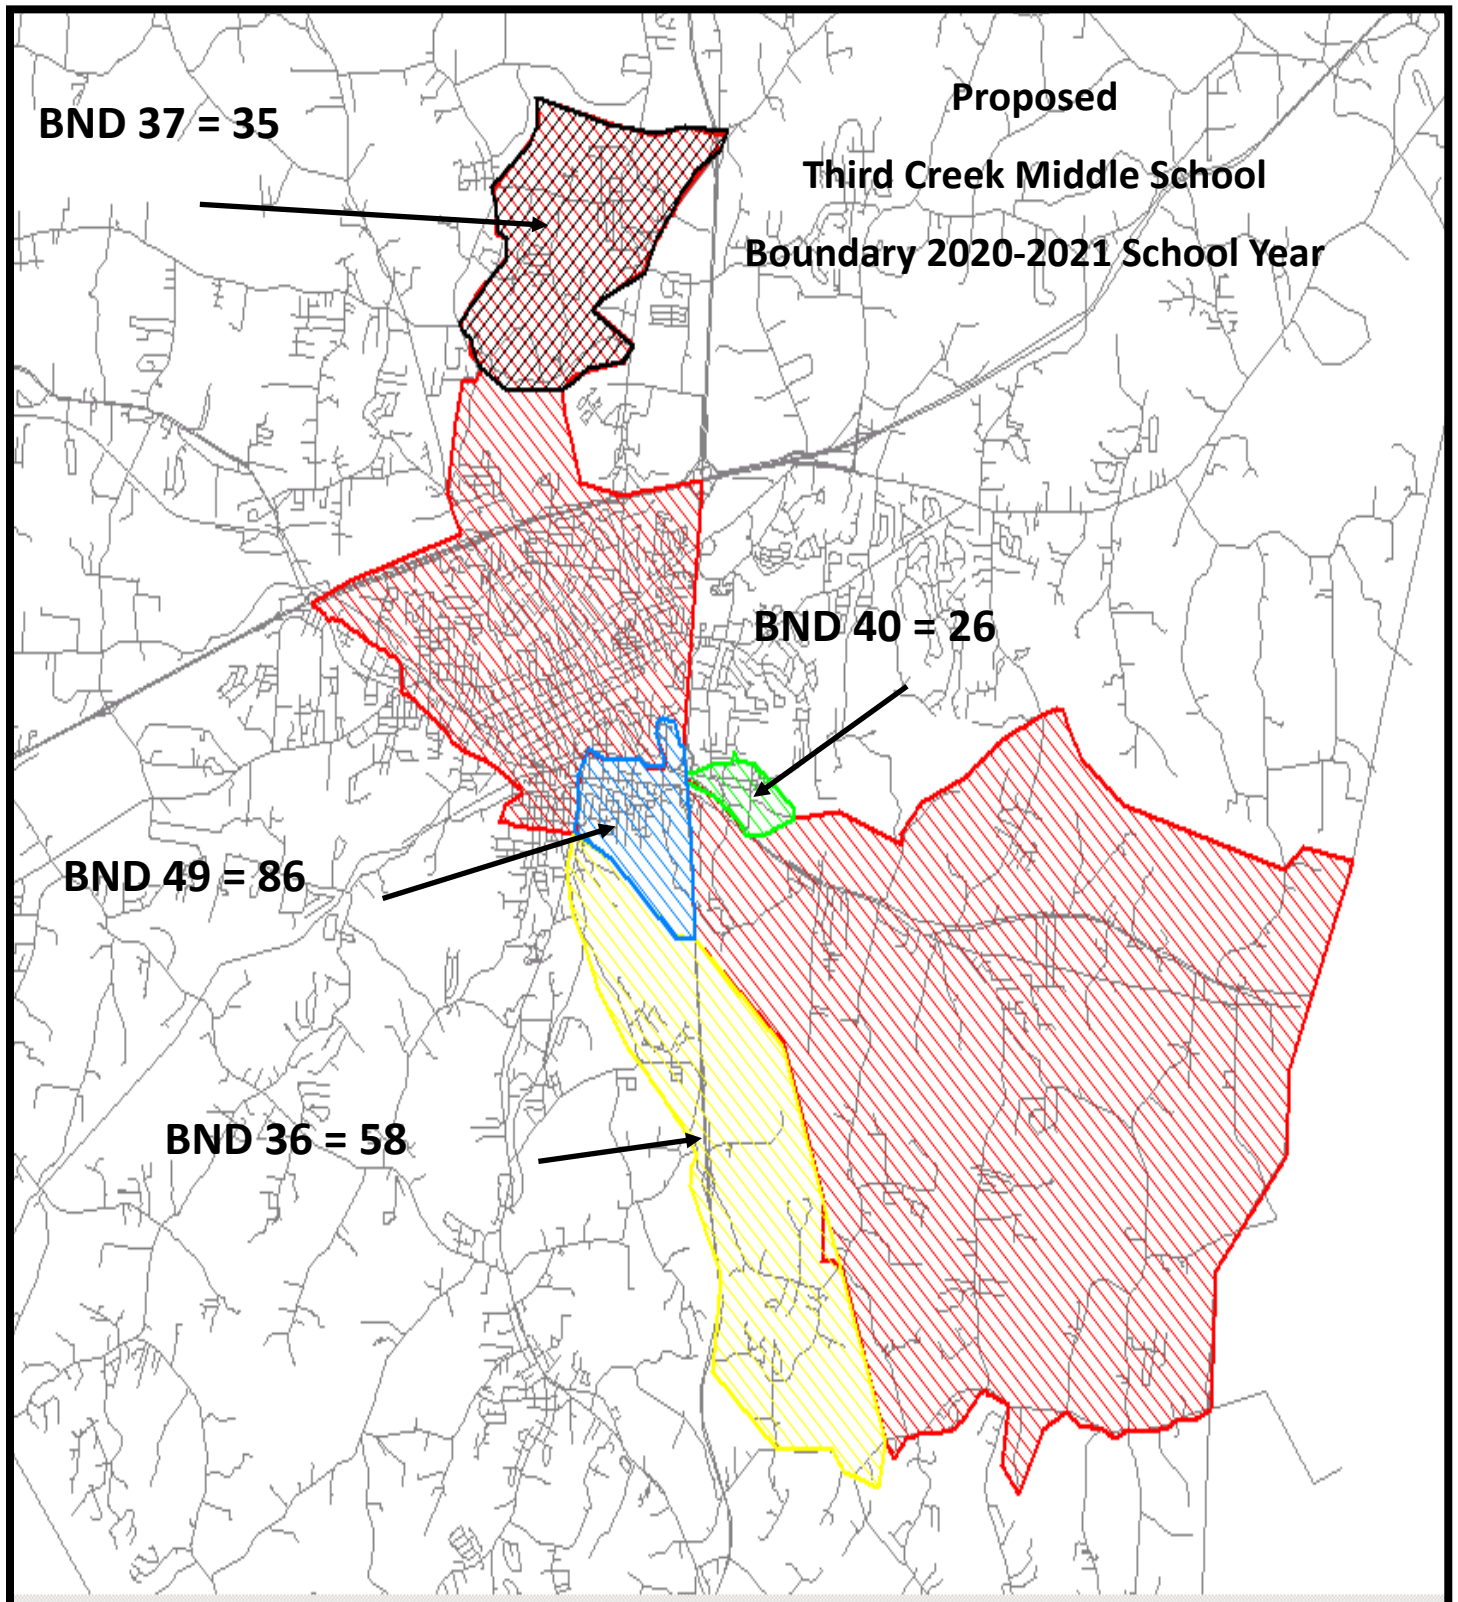 Proposed
Third Creek Middle School
Boundary 2020-2021 School Year
BND 37 = 35
BND 40 = 26
BND 49 = 86
BND 36 = 58